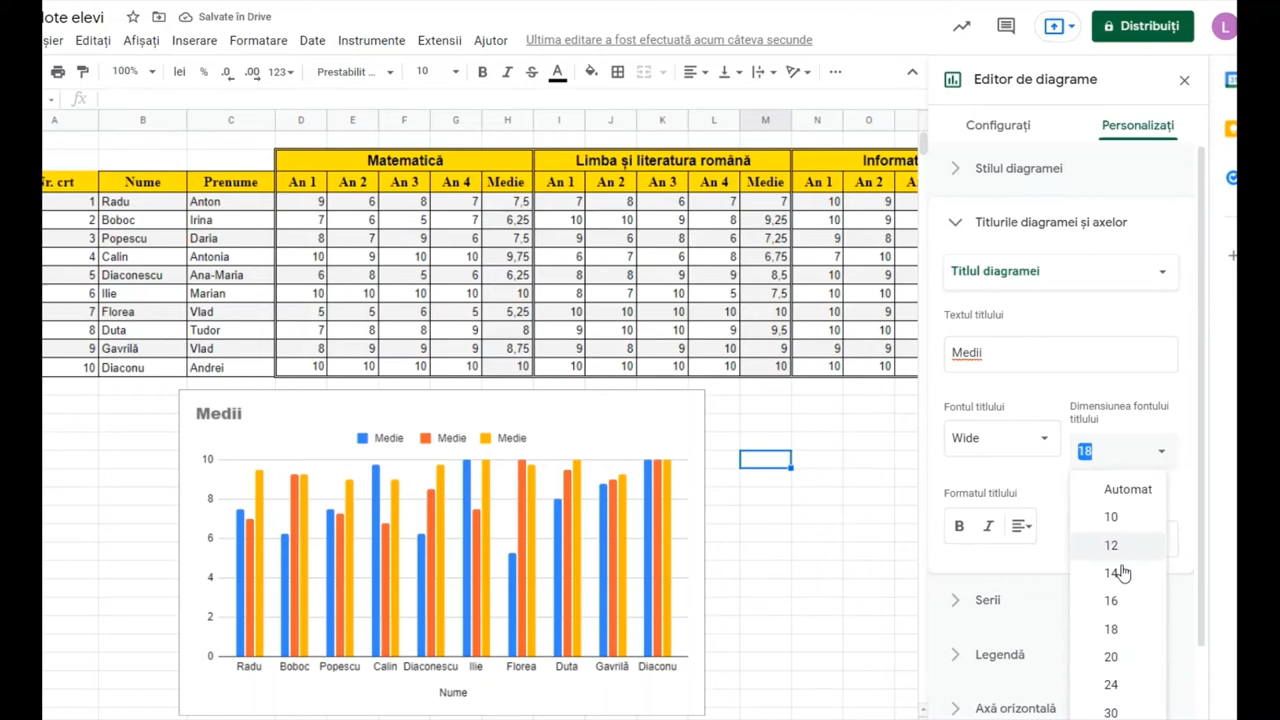 Note elevi Salvate în Drive
șier Editați Afișați Inserare Formatare Date Instrumente Extensii Ajutor Ultima editare a fost efectuată acum câteva secunde Distribuiți L
100% lei % .0 .00 123 Prestabilit ... 10 B I S A
fx
A B C D E F G H I J K L M N O
Matematică Limba și literatura română Informat
Nr. crt Nume Prenume An 1 An 2 An 3 An 4 Medie An 1 An 2 An 3 An 4 Medie An 1 An 2
1 Radu Anton 9 6 8 7 7,5 7 8 6 7 7 10 9
2 Boboc Irina 7 6 5 7 6,25 10 10 9 8 9,25 10 9
3 Popescu Daria 8 7 9 6 7,5 9 6 8 6 7,25 9 8
4 Calin Antonia 10 9 10 10 9,75 6 7 8 6 6,75 7 10
5 Diaconescu Ana-Maria 6 8 5 6 6,25 8 8 9 9 8,5 10 9
6 Ilie Marian 10 10 10 10 10 8 7 10 5 7,5 10 10
7 Florea Vlad 5 5 6 5 5,25 10 10 10 10 10 10 9
8 Duta Tudor 7 8 8 9 8 9 10 10 9 9,5 10 10
9 Gavrilă Vlad 8 9 9 9 8,75 9 8 9 10 9 9 9
10 Diaconu Andrei 10 10 10 10 10 10 10 10 10 10 10 10
Medii
Medie Medie Medie
10
8
6
4
2
0
Radu Boboc Popescu Calin Diaconescu Ilie Florea Duta Gavrilă Diaconu
Nume
Editor de diagrame
Configurați Personalizați
Stilul diagramei
Titlurile diagramei și axelor
Titlul diagramei
Textul titlului
Medii
Fontul titlului Dimensiunea fontului
titlului
Wide 18
Formatul titlului
B I
Automat
10
12
14
16
18
20
24
30
Serii
Legendă
Axă orizontală